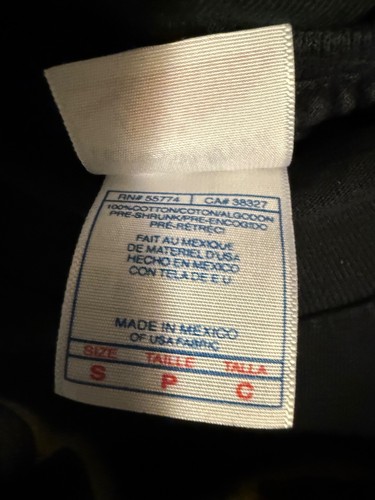 RN# 55774 CA# 38327
100%COTTON/COTON/ALGODON
PRE-SHRUNK/PRE-ENCOGIDO
PRE-RÉTRÉCI
FAIT AU MEXIQUE
DE MATERIEL D'USA
HECHO EN MEXICO
CON TELA DE E.U.
MADE IN MEXICO
OF USA FABRIC
SIZE TAILLE TALLA
S P C